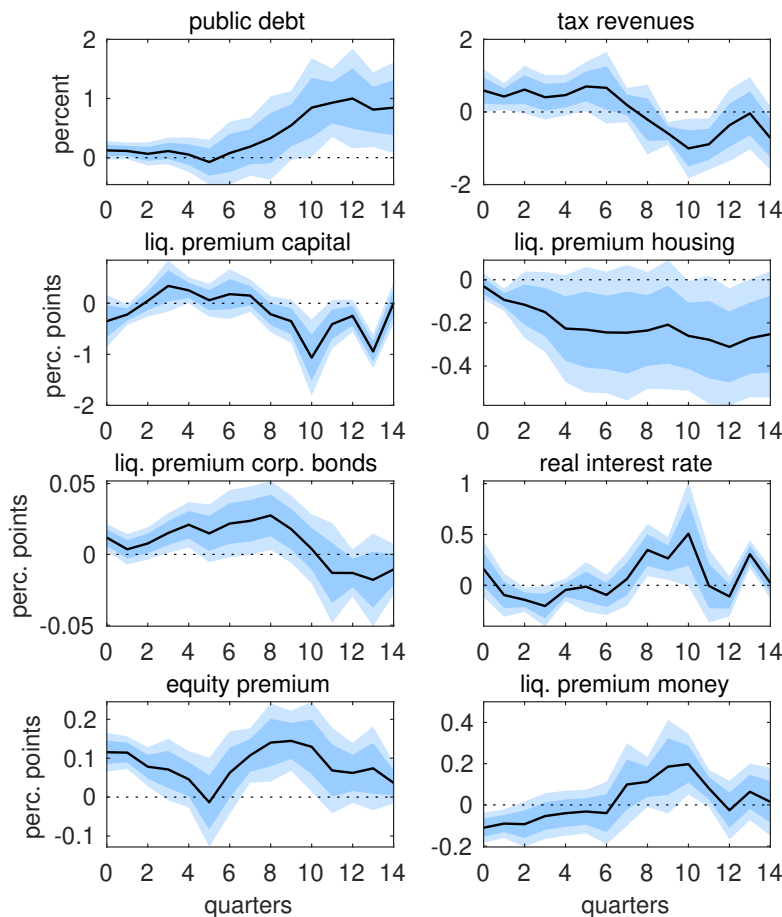 public debt
tax revenues
percent
2
1
0
0 2 4 6 8 10 12 14
2
0
-2
0 2 4 6 8 10 12 14
liq. premium capital
liq. premium housing
perc. points
0
-1
-2
0 2 4 6 8 10 12 14
0
-0.2
-0.4
0 2 4 6 8 10 12 14
liq. premium corp. bonds
real interest rate
perc. points
0.05
0
-0.05
0 2 4 6 8 10 12 14
1
0.5
0
0 2 4 6 8 10 12 14
equity premium
liq. premium money
perc. points
0.2
0.1
0
-0.1
0 2 4 6 8 10 12 14
quarters
0.4
0.2
0
-0.2
0 2 4 6 8 10 12 14
quarters